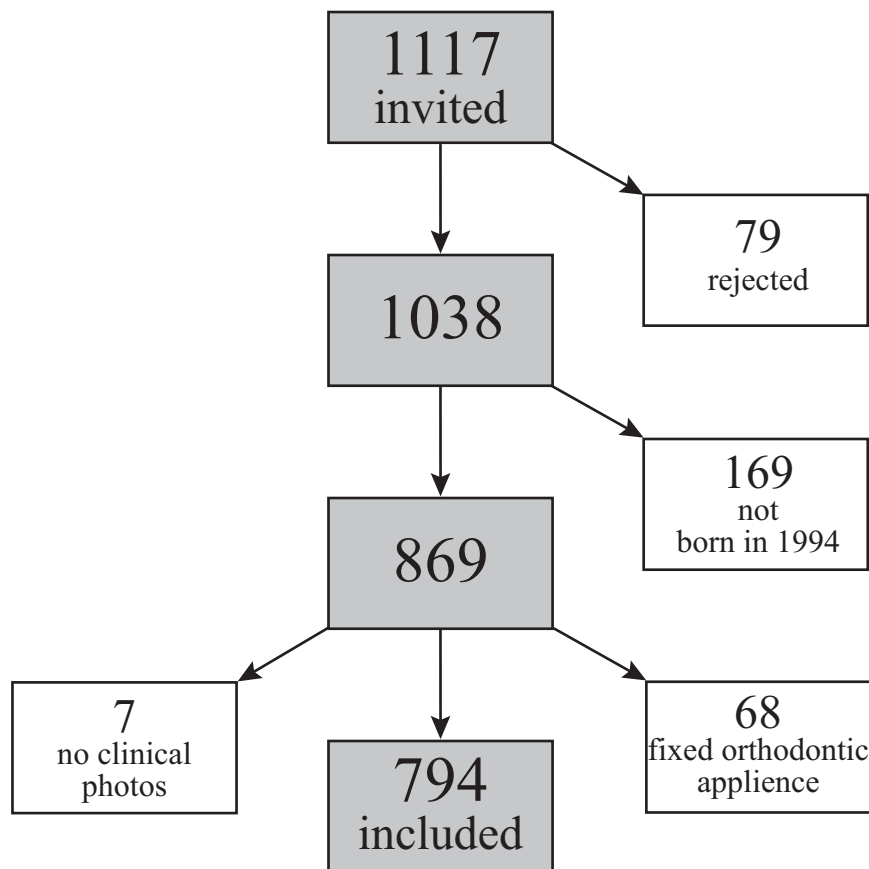 1117
invited
79
rejected
1038
169
not
born in 1994
869
7
no clinical
photos
794
included
68
fixed orthodontic
applience